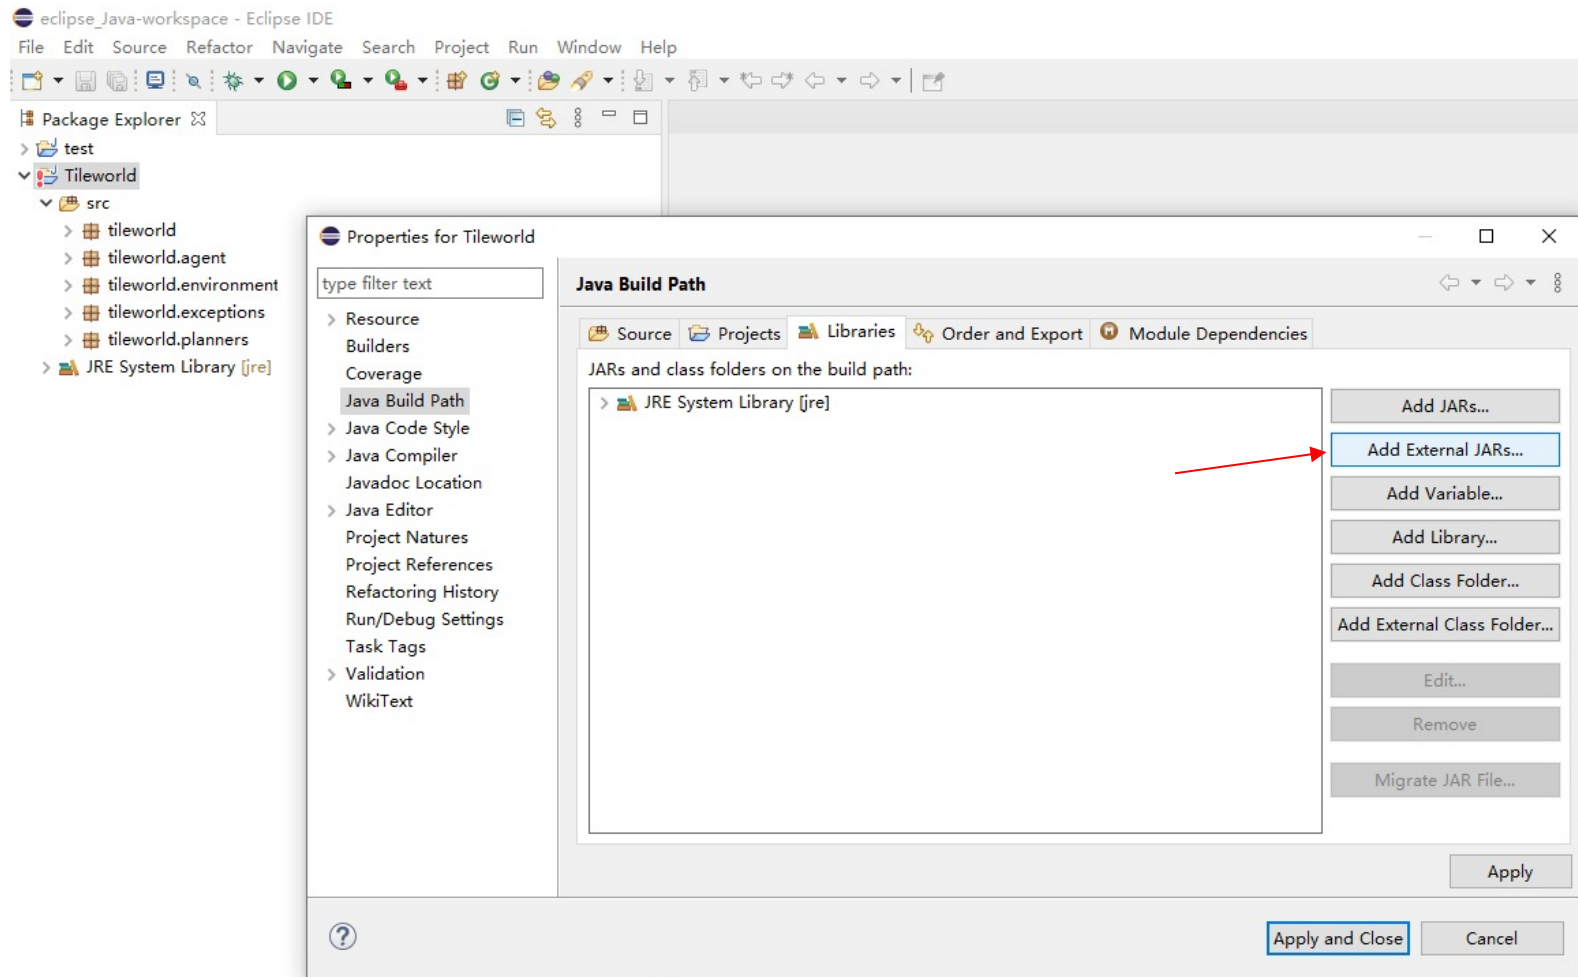 eclipse_Java-workspace - Eclipse IDE
File Edit Source Refactor Navigate Search Project Run Window Help
Package Explorer
test
Tileworld
src
tileworld
tileworld.agent
tileworld.environment
tileworld.exceptions
tileworld.planners
JRE System Library [jre]
Properties for Tileworld
type filter text
Resource
Builders
Coverage
Java Build Path
Java Code Style
Java Compiler
Javadoc Location
Java Editor
Project Natures
Project References
Refactoring History
Run/Debug Settings
Task Tags
Validation
WikiText
Java Build Path
Source Projects Libraries Order and Export Module Dependencies
JARs and class folders on the build path:
JRE System Library [jre]
Add JARs...
Add External JARs...
Add Variable...
Add Library...
Add Class Folder...
Add External Class Folder...
Edit...
Remove
Migrate JAR File...
Apply
Apply and Close Cancel